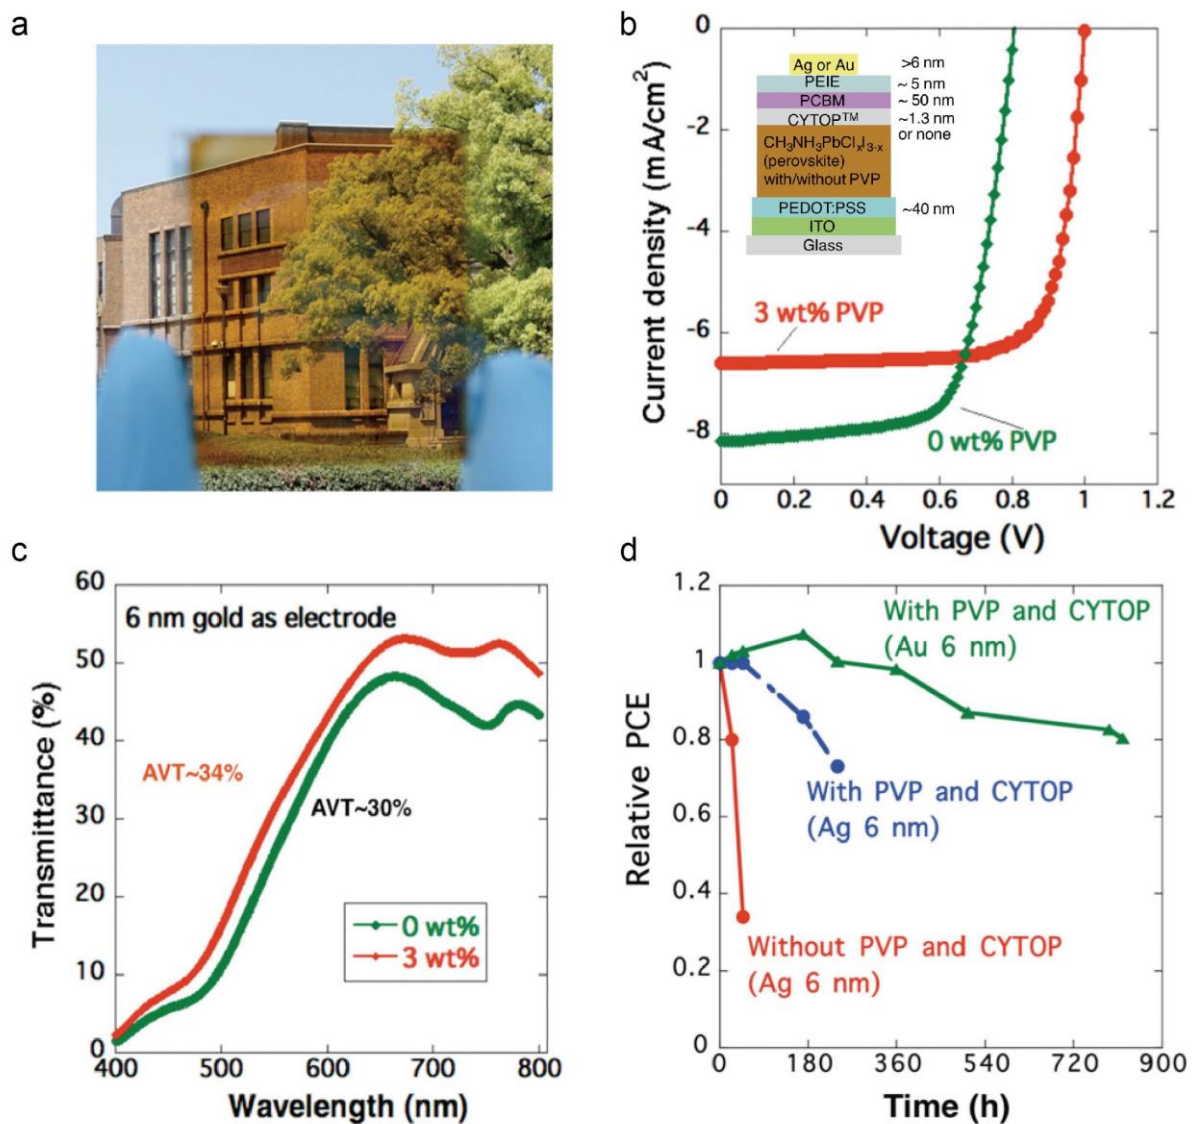 a
b
0
-2
-4
-6
-8
Current density (mA/cm²)
Ag or Au
>6 nm
PEIE
~ 5 nm
PCBM
~ 50 nm
CYTOP™
~1.3 nm
or none
CH₃NH₃PbClₓI₃₋ₓ
(perovskite)
with/without PVP
PEDOT:PSS
~40 nm
ITO
Glass
3 wt% PVP
0 wt% PVP
0 0.2 0.4 0.6 0.8 1 1.2
Voltage (V)
c
60
50
40
30
20
10
0
Transmittance (%)
6 nm gold as electrode
AVT~34%
AVT~30%
0 wt%
3 wt%
400 500 600 700 800
Wavelength (nm)
d
1.2
1
0.8
0.6
0.4
0.2
0
Relative PCE
With PVP and CYTOP
(Au 6 nm)
With PVP and CYTOP
(Ag 6 nm)
Without PVP and CYTOP
(Ag 6 nm)
0 180 360 540 720 900
Time (h)